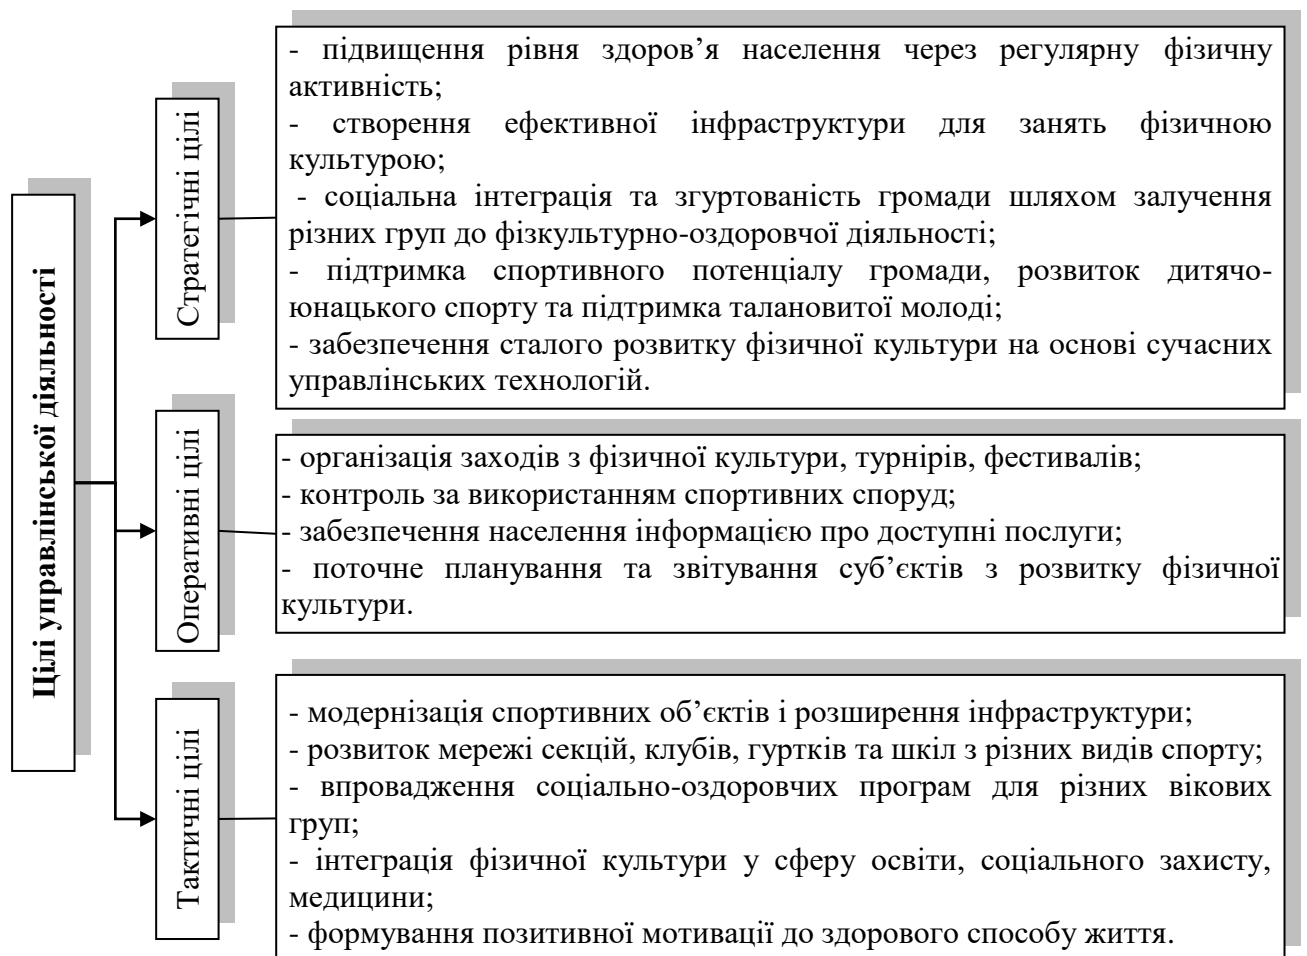 Цілі управлінської діяльності
Стратегічні цілі
- підвищення рівня здоров’я населення через регулярну фізичну
активність;
- створення ефективної інфраструктури для занять фізичною
культурою;
- соціальна інтеграція та згуртованість громади шляхом залучення
різних груп до фізкультурно-оздоровчої діяльності;
- підтримка спортивного потенціалу громади, розвиток дитячо-
юнацького спорту та підтримка талановитої молоді;
- забезпечення сталого розвитку фізичної культури на основі сучасних
управлінських технологій.
Оперативні цілі
- організація заходів з фізичної культури, турнірів, фестивалів;
- контроль за використанням спортивних споруд;
- забезпечення населення інформацією про доступні послуги;
- поточне планування та звітування суб’єктів з розвитку фізичної
культури.
Тактичні цілі
- модернізація спортивних об’єктів і розширення інфраструктури;
- розвиток мережі секцій, клубів, гуртків та шкіл з різних видів спорту;
- впровадження соціально-оздоровчих програм для різних вікових
груп;
- інтеграція фізичної культури у сферу освіти, соціального захисту,
медицини;
- формування позитивної мотивації до здорового способу життя.